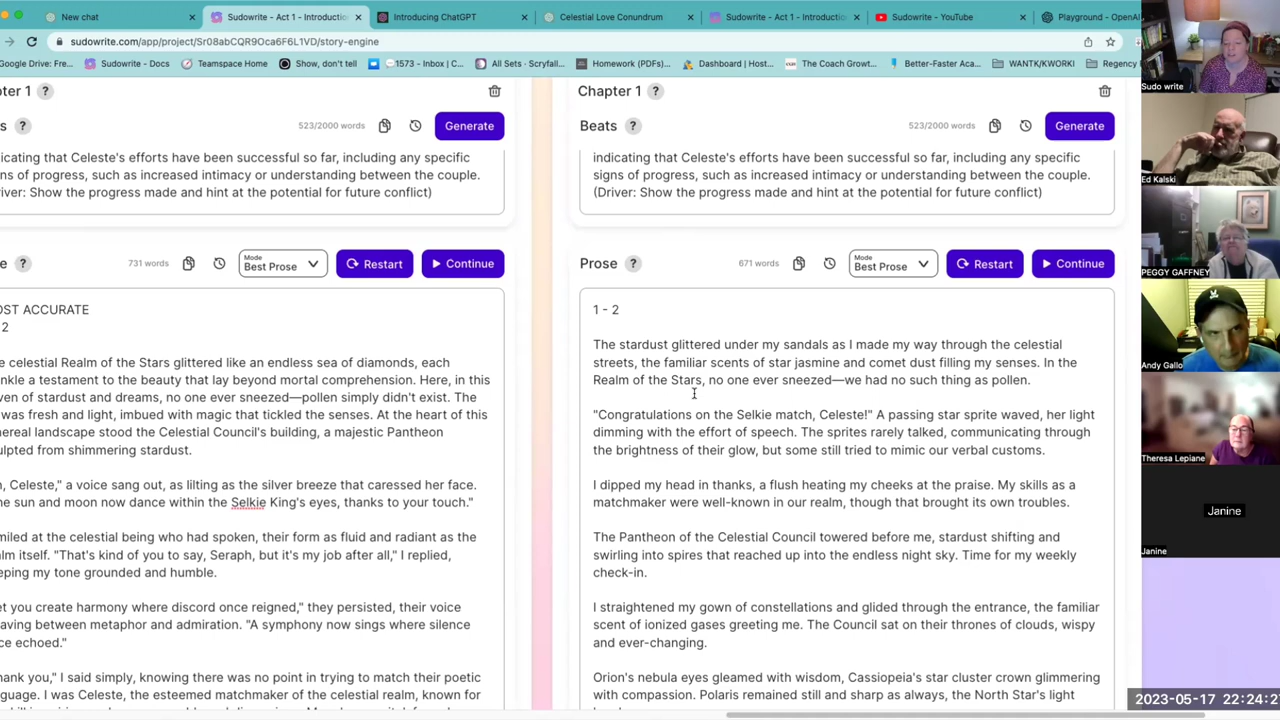 New chat
Sudowrite - Act 1 - Introductio
Introducing ChatGPT
Celestial Love Conundrum
Sudowrite - Act 1 - Introductio
Sudowrite - YouTube
Playground - OpenAI
sudowrite.com/app/project/Sr08abCQR9Oca6F6L1VD/story-engine
Google Drive: Fre...
Sudowrite - Docs
Teamspace Home
Show, don't tell
1573 - Inbox | C...
All Sets - Scryfall...
Homework (PDFs)...
Dashboard | Host...
The Coach Growt...
Better-Faster Aca...
WANTK/KWORKI
Regency
pter 1 ?
s ?
523/2000 words
Generate
icating that Celeste's efforts have been successful so far, including any specific
ns of progress, such as increased intimacy or understanding between the couple.
river: Show the progress made and hint at the potential for future conflict)
e ?
731 words
Mode
Best Prose
Restart
Continue
OST ACCURATE
2
e celestial Realm of the Stars glittered like an endless sea of diamonds, each
nkle a testament to the beauty that lay beyond mortal comprehension. Here, in this
ven of stardust and dreams, no one ever sneezed—pollen simply didn't exist. The
was fresh and light, imbued with magic that tickled the senses. At the heart of this
hereal landscape stood the Celestial Council's building, a majestic Pantheon
ulpted from shimmering stardust.
h, Celeste," a voice sang out, as lilting as the silver breeze that caressed her face.
he sun and moon now dance within the Selkie King's eyes, thanks to your touch."
miled at the celestial being who had spoken, their form as fluid and radiant as the
alm itself. "That's kind of you to say, Seraph, but it's my job after all," I replied,
eping my tone grounded and humble.
et you create harmony where discord once reigned," they persisted, their voice
aving between metaphor and admiration. "A symphony now sings where silence
ce echoed."
hank you," I said simply, knowing there was no point in trying to match their poetic
guage. I was Celeste, the esteemed matchmaker of the celestial realm, known for
Chapter 1 ?
Beats ?
523/2000 words
Generate
indicating that Celeste's efforts have been successful so far, including any specific
signs of progress, such as increased intimacy or understanding between the couple.
(Driver: Show the progress made and hint at the potential for future conflict)
Prose ?
671 words
Mode
Best Prose
Restart
Continue
1 - 2
The stardust glittered under my sandals as I made my way through the celestial
streets, the familiar scents of star jasmine and comet dust filling my senses. In the
Realm of the Stars, no one ever sneezed—we had no such thing as pollen.
"Congratulations on the Selkie match, Celeste!" A passing star sprite waved, her light
dimming with the effort of speech. The sprites rarely talked, communicating through
the brightness of their glow, but some still tried to mimic our verbal customs.
I dipped my head in thanks, a flush heating my cheeks at the praise. My skills as a
matchmaker were well-known in our realm, though that brought its own troubles.
The Pantheon of the Celestial Council towered before me, stardust shifting and
swirling into spires that reached up into the endless night sky. Time for my weekly
check-in.
I straightened my gown of constellations and glided through the entrance, the familiar
scent of ionized gases greeting me. The Council sat on their thrones of clouds, wispy
and ever-changing.
Orion's nebula eyes gleamed with wisdom, Cassiopeia's star cluster crown glimmering
with compassion. Polaris remained still and sharp as always, the North Star's light
Sudo write
Ed Kalski
PEGGY GAFFNEY
Andy Gallo
Theresa Lepiane
Janine
Janine
2023-05-17 22:24:2